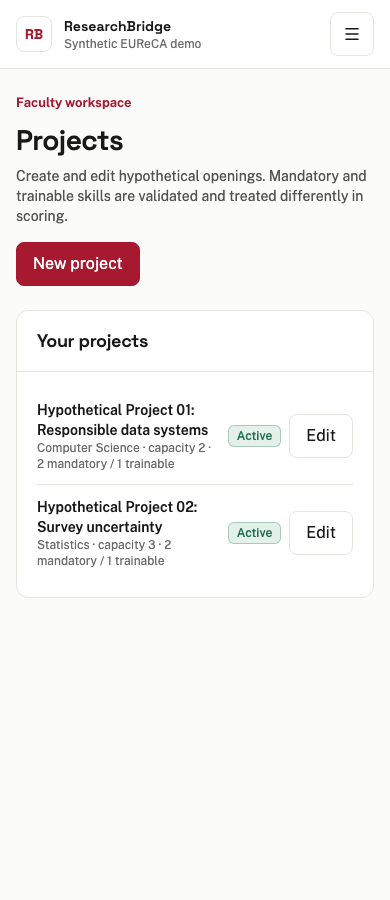 RB
ResearchBridge
Synthetic EUReCA demo
Faculty workspace
Projects
Create and edit hypothetical openings. Mandatory and
trainable skills are validated and treated differently in
scoring.
New project
Your projects
Hypothetical Project 01:
Responsible data systems
Computer Science · capacity 2 ·
2 mandatory / 1 trainable
Active
Edit
Hypothetical Project 02:
Survey uncertainty
Statistics · capacity 3 · 2
mandatory / 1 trainable
Active
Edit